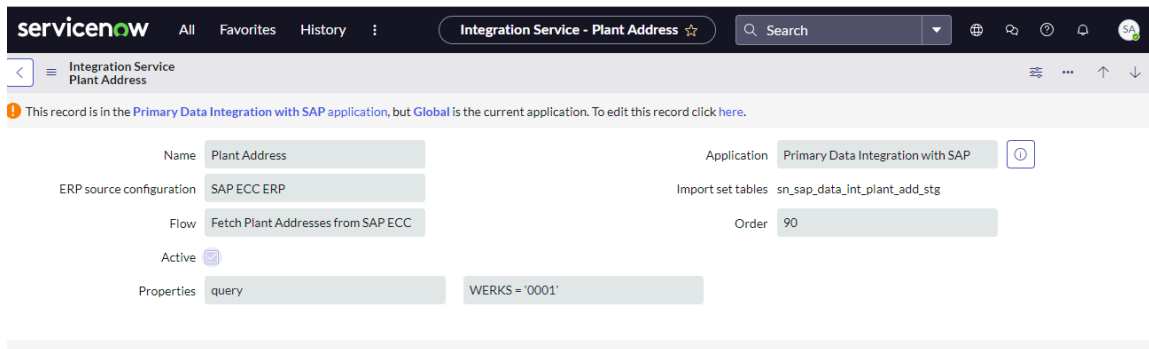 servicenow All Favorites History Integration Service - Plant Address Search SA
Integration Service
Plant Address
This record is in the Primary Data Integration with SAP application, but Global is the current application. To edit this record click here.
Name Plant Address Application Primary Data Integration with SAP
ERP source configuration SAP ECC ERP Import set tables sn_sap_data_int_plant_add_stg
Flow Fetch Plant Addresses from SAP ECC Order 90
Active
Properties query WERKS = '0001'